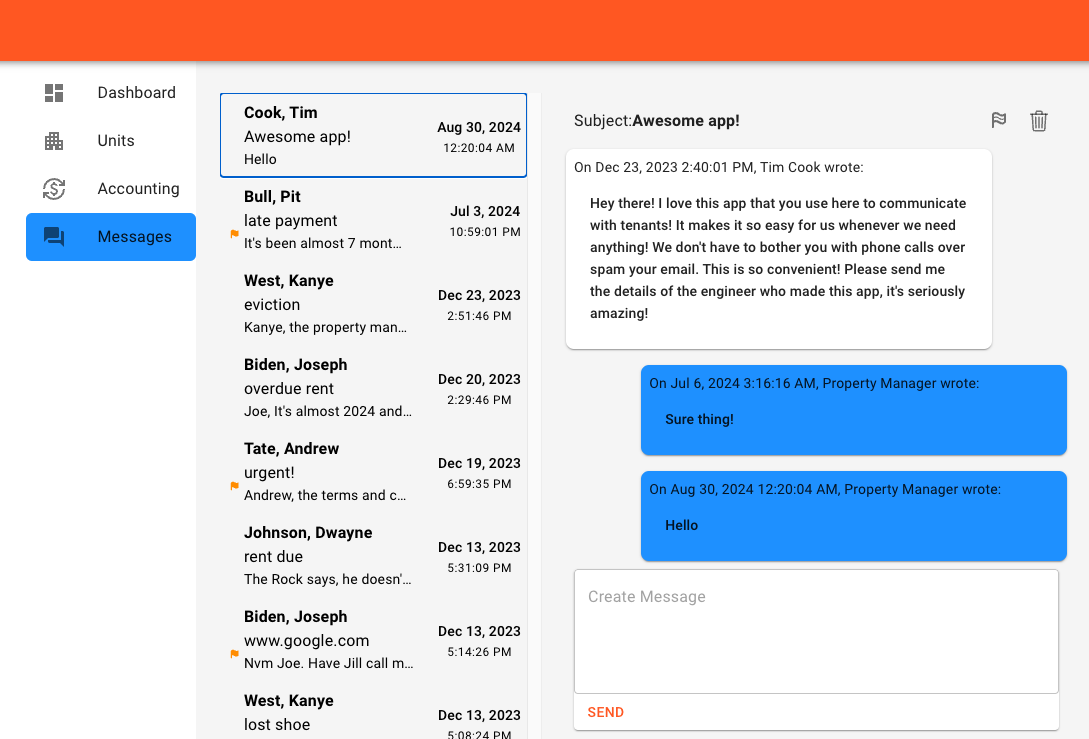 Dashboard
Units
Accounting
Messages
Cook, Tim
Awesome app!
Hello
Aug 30, 2024
12:20:04 AM
Bull, Pit
late payment
It's been almost 7 mont…
Jul 3, 2024
10:59:01 PM
West, Kanye
eviction
Kanye, the property man…
Dec 23, 2023
2:51:46 PM
Biden, Joseph
overdue rent
Joe, It's almost 2024 and…
Dec 20, 2023
2:29:46 PM
Tate, Andrew
urgent!
Andrew, the terms and c…
Dec 19, 2023
6:59:35 PM
Johnson, Dwayne
rent due
The Rock says, he doesn'…
Dec 13, 2023
5:31:09 PM
Biden, Joseph
www.google.com
Nvm Joe. Have Jill call m…
Dec 13, 2023
5:14:26 PM
West, Kanye
lost shoe
Dec 13, 2023
5:08:24 PM
Subject:Awesome app!
On Dec 23, 2023 2:40:01 PM, Tim Cook wrote:
Hey there! I love this app that you use here to communicate
with tenants! It makes it so easy for us whenever we need
anything! We don't have to bother you with phone calls over
spam your email. This is so convenient! Please send me
the details of the engineer who made this app, it's seriously
amazing!
On Jul 6, 2024 3:16:16 AM, Property Manager wrote:
Sure thing!
On Aug 30, 2024 12:20:04 AM, Property Manager wrote:
Hello
Create Message
SEND